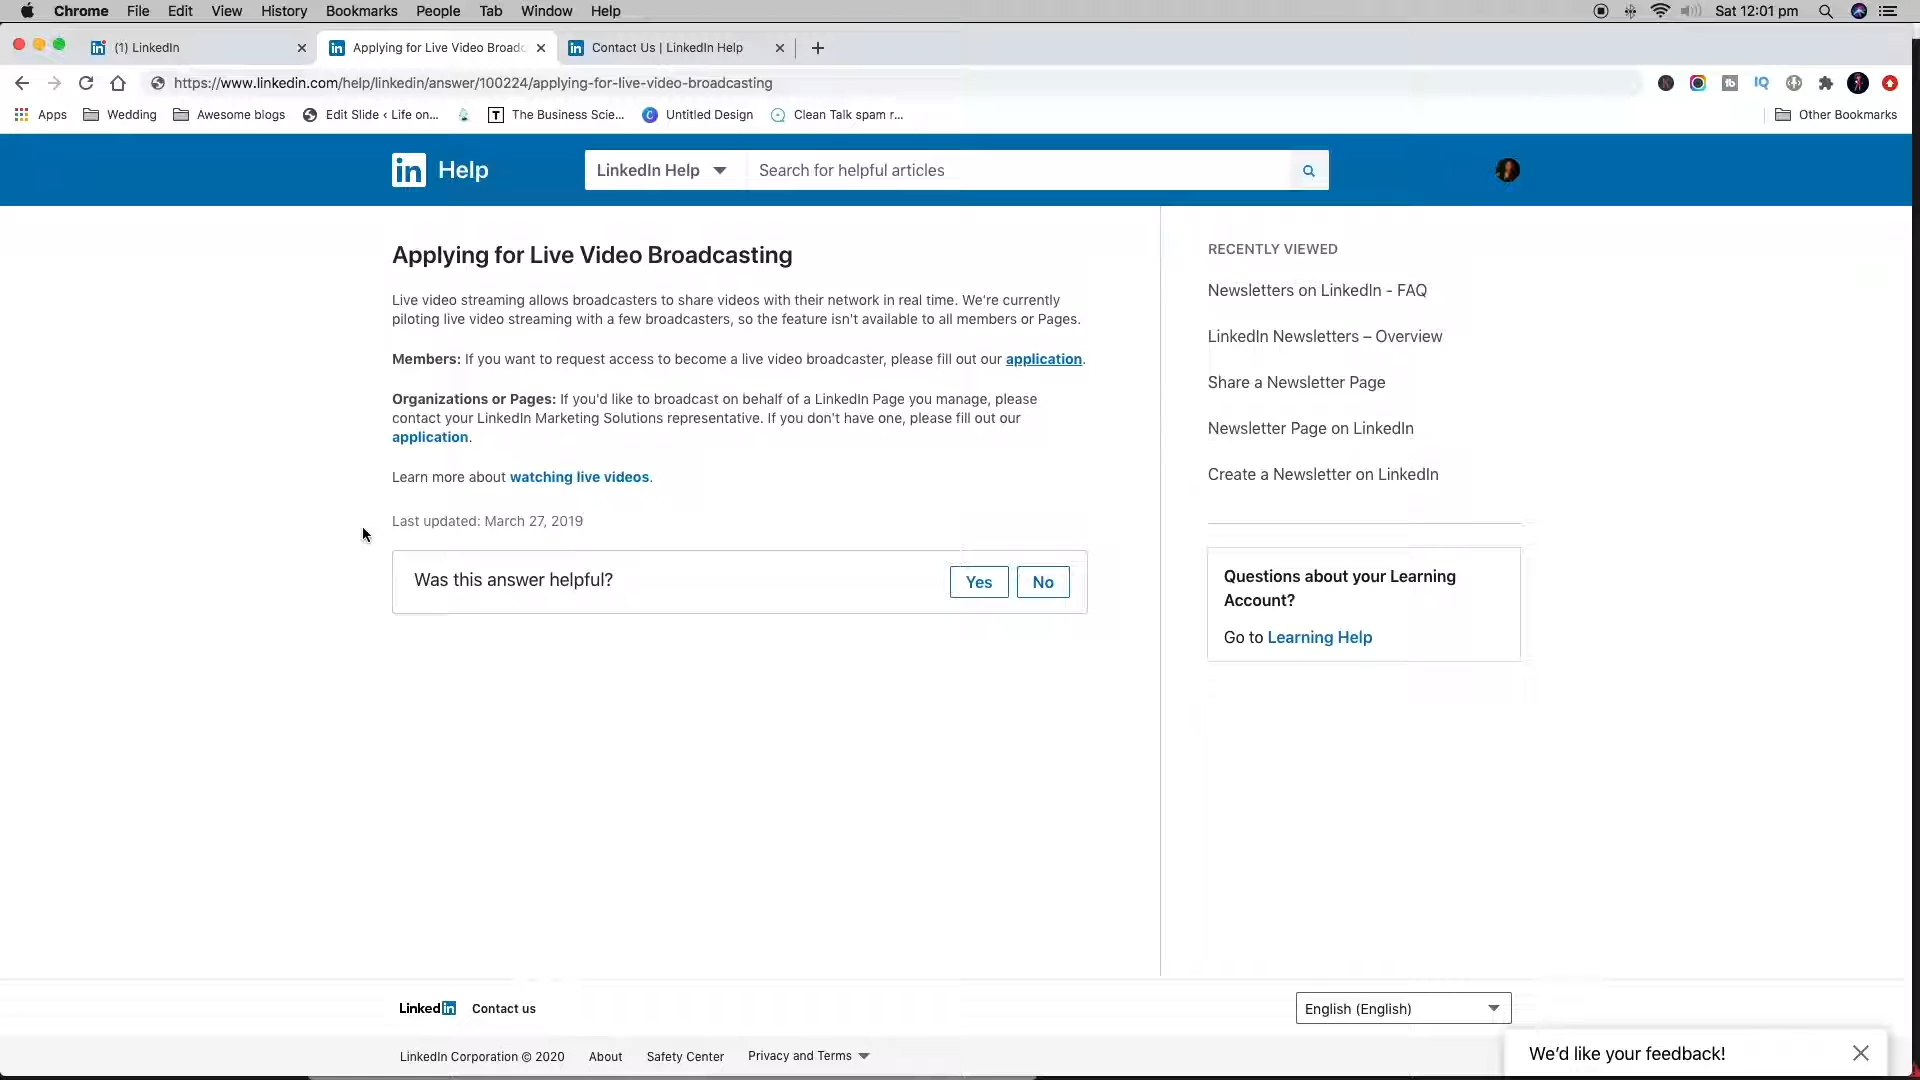 Chrome File Edit View History Bookmarks People Tab Window Help Sat 12:01 pm
(1) LinkedIn
Applying for Live Video Broadc
Contact Us | LinkedIn Help
https://www.linkedin.com/help/linkedin/answer/100224/applying-for-live-video-broadcasting
Apps Wedding Awesome blogs Edit Slide ‹ Life on... The Business Scie... Untitled Design Clean Talk spam r... Other Bookmarks
in Help
LinkedIn Help
Search for helpful articles
Applying for Live Video Broadcasting
Live video streaming allows broadcasters to share videos with their network in real time. We're currently
piloting live video streaming with a few broadcasters, so the feature isn't available to all members or Pages.
Members: If you want to request access to become a live video broadcaster, please fill out our application.
Organizations or Pages: If you'd like to broadcast on behalf of a LinkedIn Page you manage, please
contact your LinkedIn Marketing Solutions representative. If you don't have one, please fill out our
application.
Learn more about watching live videos.
Last updated: March 27, 2019
Was this answer helpful?
Yes
No
RECENTLY VIEWED
Newsletters on LinkedIn - FAQ
LinkedIn Newsletters – Overview
Share a Newsletter Page
Newsletter Page on LinkedIn
Create a Newsletter on LinkedIn
Questions about your Learning
Account?
Go to Learning Help
LinkedIn Contact us
English (English)
LinkedIn Corporation © 2020 About Safety Center Privacy and Terms
We'd like your feedback!